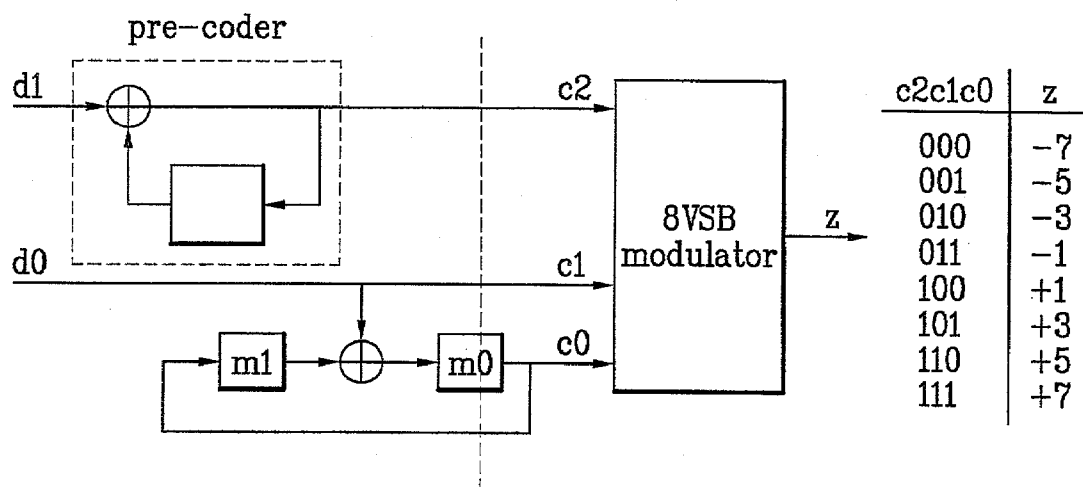 pre-coder
d1
c2
c2c1c0 z
000 −7
001 −5
010 −3
011 −1
100 +1
101 +3
110 +5
111 +7
8VSB
modulator
z
d0
c1
m1
m0
c0